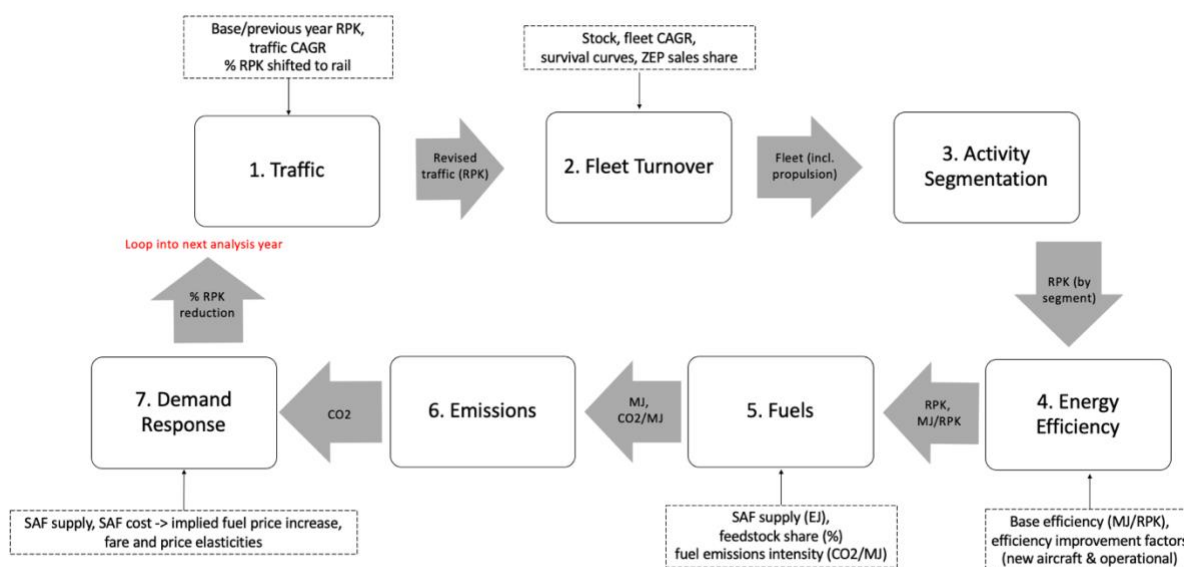 Base/previous year RPK,
traffic CAGR
% RPK shifted to rail
Stock, fleet CAGR,
survival curves, ZEP sales share
1. Traffic
Revised
traffic (RPK)
2. Fleet Turnover
Fleet (incl.
propulsion)
3. Activity
Segmentation
Loop into next analysis year
% RPK
reduction
RPK (by
segment)
7. Demand
Response
CO2
6. Emissions
MJ,
CO2/MJ
5. Fuels
RPK,
MJ/RPK
4. Energy
Efficiency
SAF supply, SAF cost -> implied fuel price increase,
fare and price elasticities
SAF supply (EJ),
feedstock share (%)
fuel emissions intensity (CO2/MJ)
Base efficiency (MJ/RPK),
efficiency improvement factors
(new aircraft & operational)